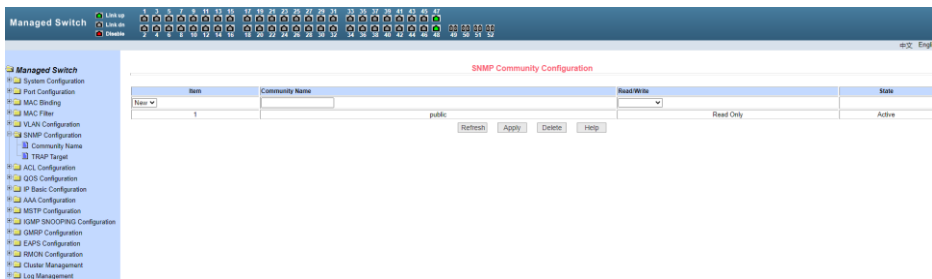 Managed Switch
Link up
Link dn
Disable
1 3 5 7 9 11 13 15 17 19 21 23 25 27 29 31 33 35 37 39 41 43 45 47
2 4 6 8 10 12 14 16 18 20 22 24 26 28 30 32 34 36 38 40 42 44 46 48 49 50 51 52
中文 Engl
Managed Switch
System Configuration
Port Configuration
MAC Binding
MAC Filter
VLAN Configuration
SNMP Configuration
Community Name
TRAP Target
ACL Configuration
QOS Configuration
IP Basic Configuration
AAA Configuration
MSTP Configuration
IGMP SNOOPING Configuration
GMRP Configuration
EAPS Configuration
RMON Configuration
Cluster Management
Log Management
SNMP Community Configuration
Item Community Name Read/Write State
New
1 public Read Only Active
Refresh Apply Delete Help